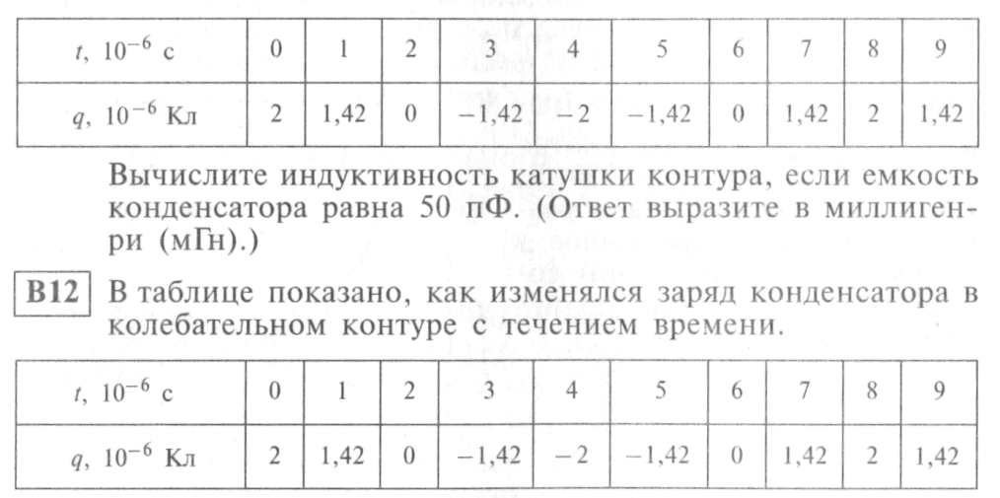 t, 10⁻⁶ с 0 1 2 3 4 5 6 7 8 9
q, 10⁻⁶ Кл 2 1,42 0 −1,42 −2 −1,42 0 1,42 2 1,42
Вычислите индуктивность катушки контура, если емкость
конденсатора равна 50 пФ. (Ответ выразите в миллиген-
ри (мГн).)
В12 В таблице показано, как изменялся заряд конденсатора в
колебательном контуре с течением времени.
t, 10⁻⁶ с 0 1 2 3 4 5 6 7 8 9
q, 10⁻⁶ Кл 2 1,42 0 −1,42 −2 −1,42 0 1,42 2 1,42